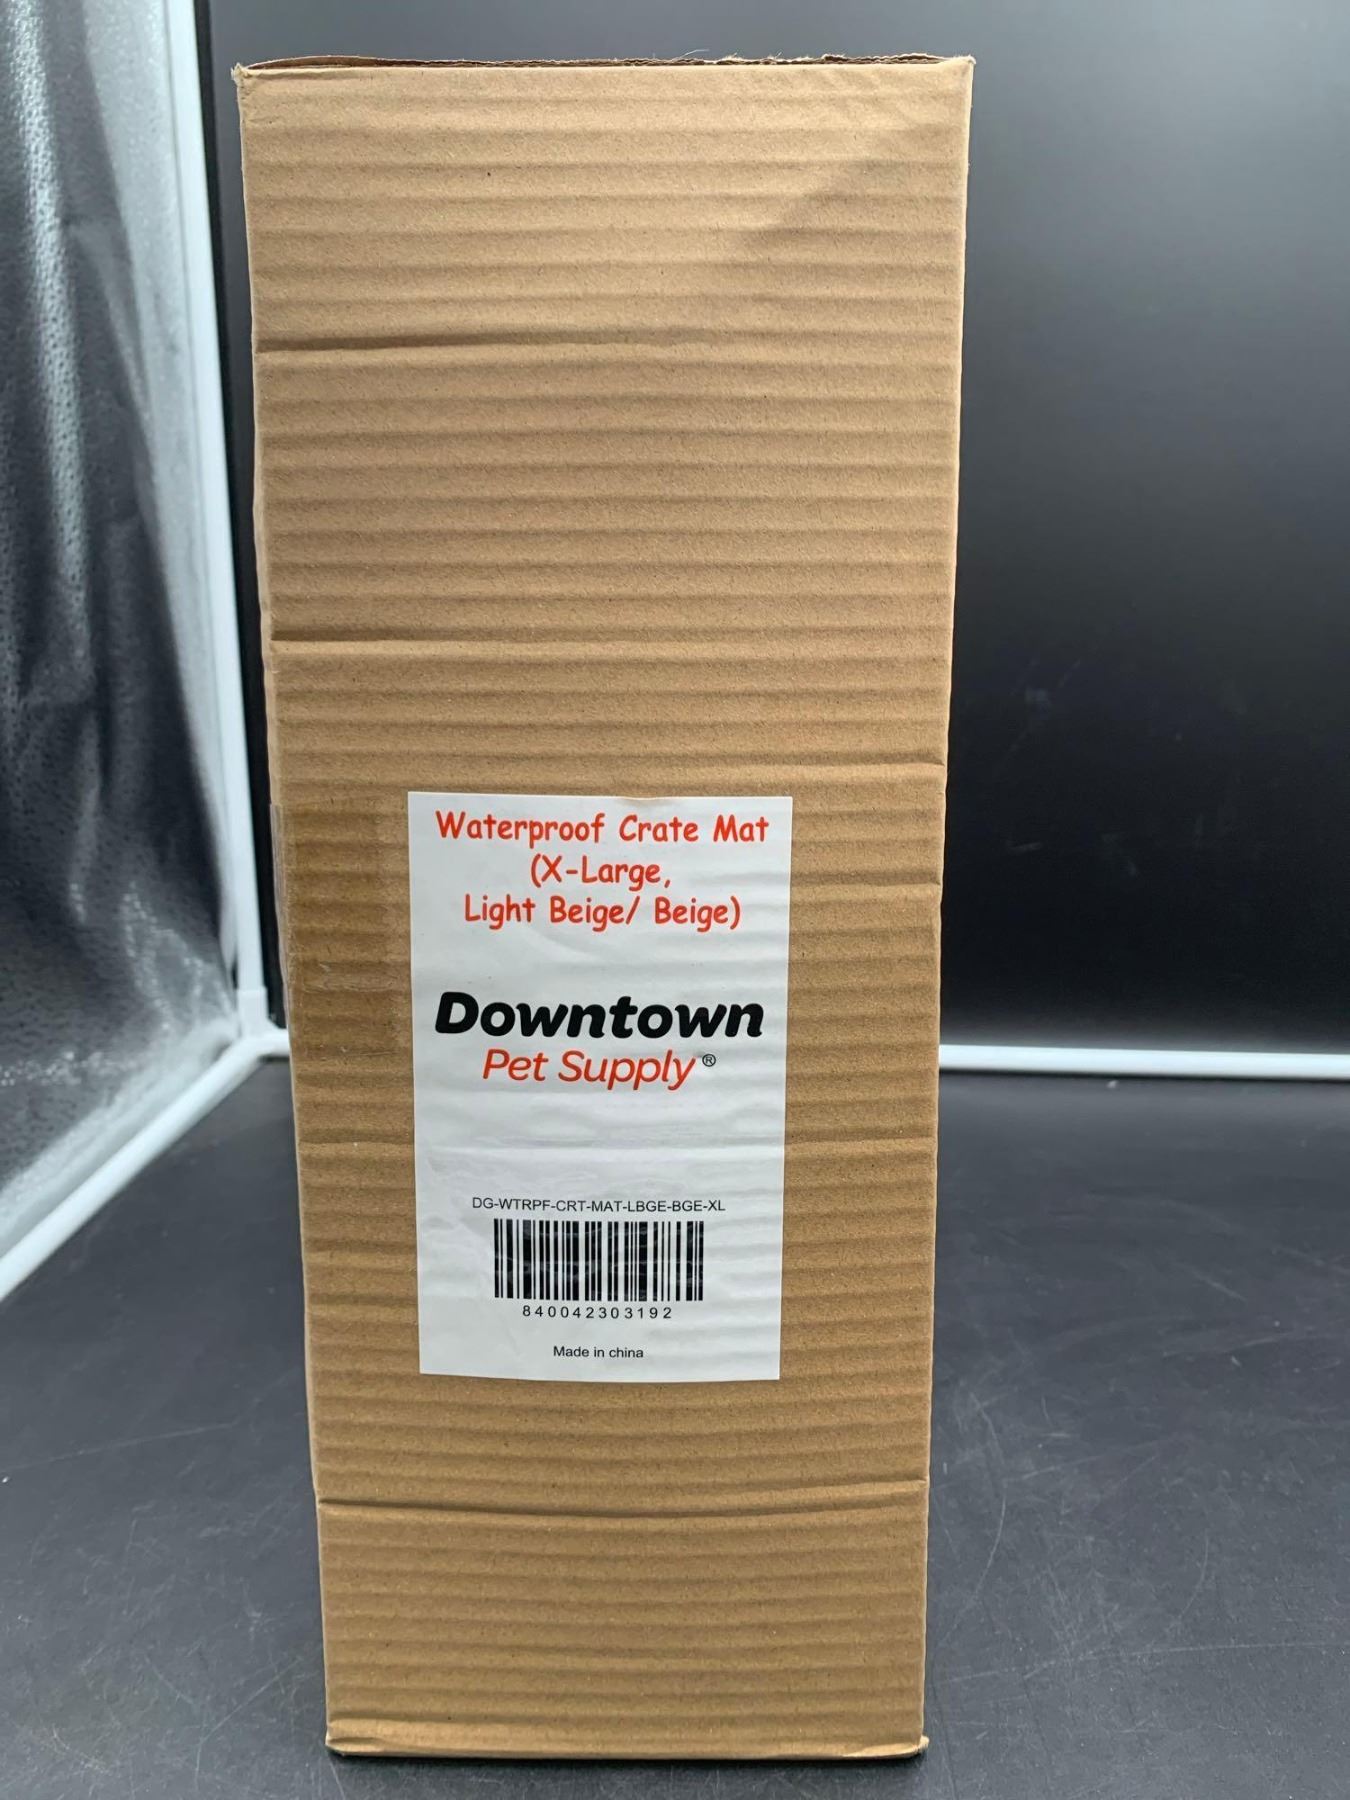 Waterproof Crate Mat
(X-Large,
Light Beige/ Beige)
Downtown
Pet Supply®
DG-WTRPF-CRT-MAT-LBGE-BGE-XL
840042303192
Made in china